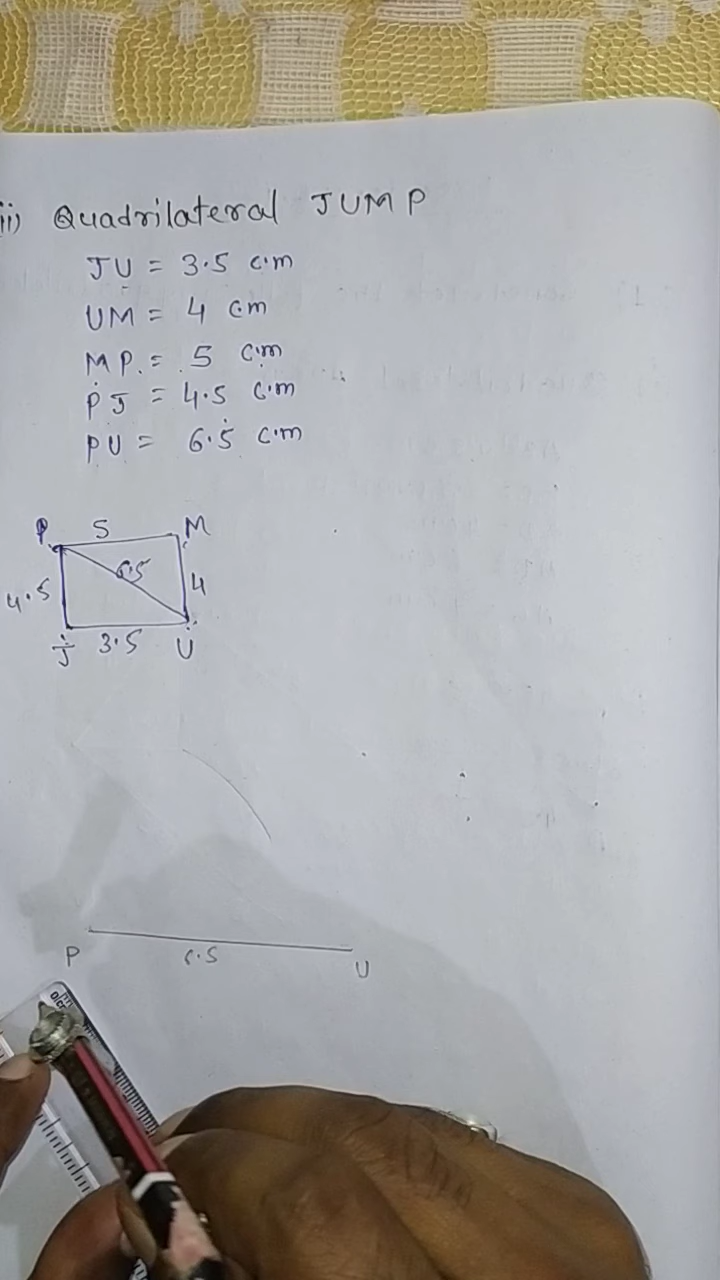 ii) Quadrilateral JUMP
JU = 3.5 cm
UM = 4 cm
MP = 5 cm
PJ = 4.5 cm
PU = 6.5 cm
P 5 M
4.5 6.5 4
J 3.5 U
P 6.5 U